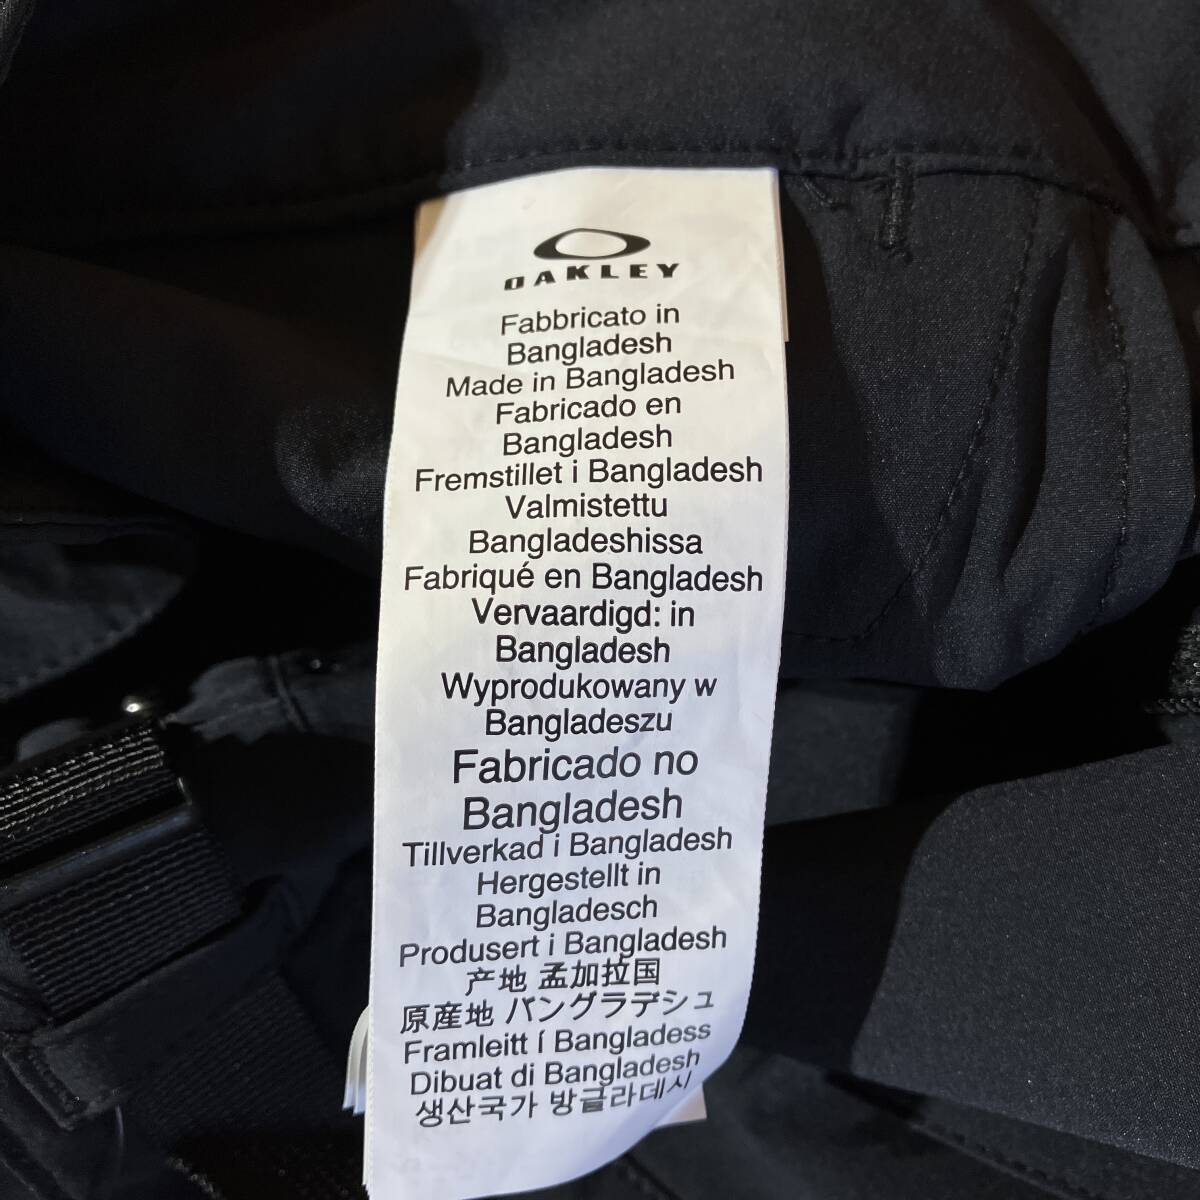 OAKLEY
Fabbricato in
Bangladesh
Made in Bangladesh
Fabricado en
Bangladesh
Fremstillet i Bangladesh
Valmistettu
Bangladeshissa
Fabriqué en Bangladesh
Vervaardigd: in
Bangladesh
Wyprodukowany w
Bangladeszu
Fabricado no
Bangladesh
Tillverkad i Bangladesh
Hergestellt in
Bangladesch
Produsert i Bangladesh
产地 孟加拉国
原産地 バングラデシュ
Framleitt í Bangladess
Dibuat di Bangladesh
생산국가 방글라데시